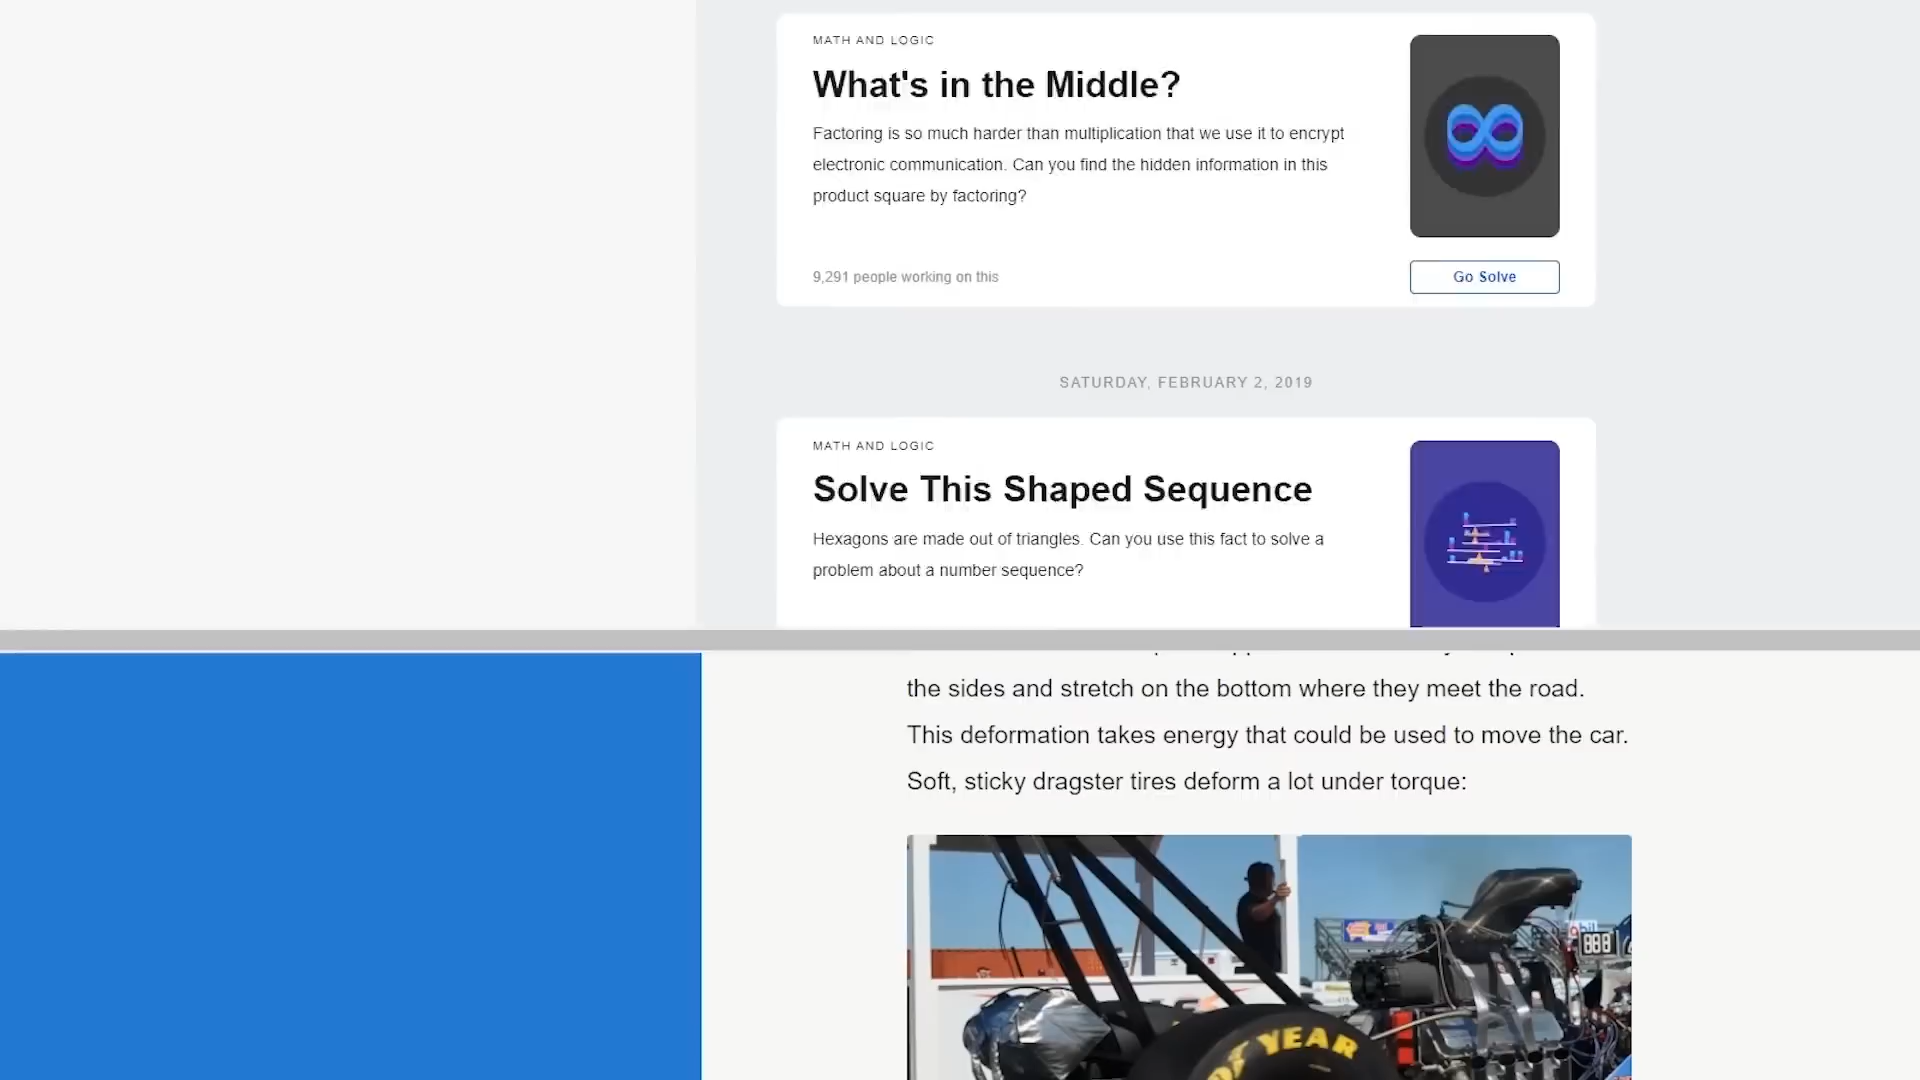 MATH AND LOGIC
What's in the Middle?
Factoring is so much harder than multiplication that we use it to encrypt
electronic communication. Can you find the hidden information in this
product square by factoring?
9,291 people working on this
Go Solve
SATURDAY, FEBRUARY 2, 2019
MATH AND LOGIC
Solve This Shaped Sequence
Hexagons are made out of triangles. Can you use this fact to solve a
problem about a number sequence?
the sides and stretch on the bottom where they meet the road.
This deformation takes energy that could be used to move the car.
Soft, sticky dragster tires deform a lot under torque:
888
YEAR